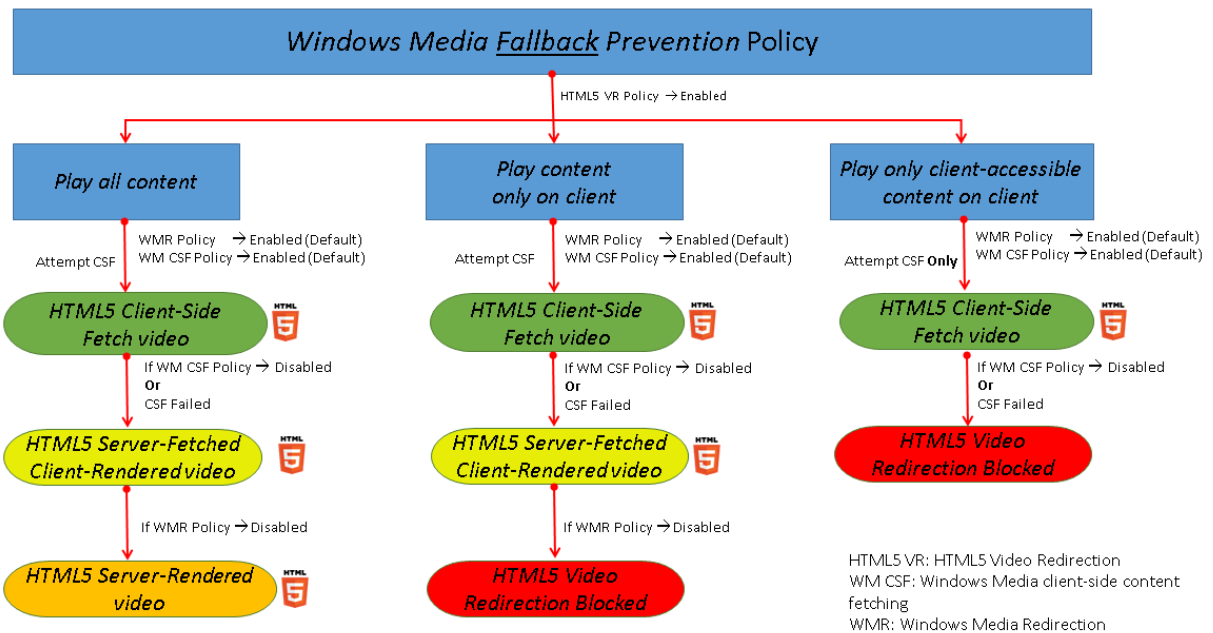 Windows Media Fallback Prevention Policy
HTML5 VR Policy → Enabled
Play all content
WMR Policy → Enabled (Default)
WM CSF Policy → Enabled (Default)
Attempt CSF
HTML5 Client-Side
Fetch video
HTML
5
If WM CSF Policy → Disabled
Or
CSF Failed
HTML5 Server-Fetched
Client-Rendered video
HTML
5
If WMR Policy → Disabled
HTML5 Server-Rendered
video
HTML
5
Play content
only on client
WMR Policy → Enabled (Default)
WM CSF Policy → Enabled (Default)
Attempt CSF
HTML5 Client-Side
Fetch video
HTML
5
If WM CSF Policy → Disabled
Or
CSF Failed
HTML5 Server-Fetched
Client-Rendered video
HTML
5
If WMR Policy → Disabled
HTML5 Video
Redirection Blocked
Play only client-accessible
content on client
WMR Policy → Enabled (Default)
WM CSF Policy → Enabled (Default)
Attempt CSF Only
HTML5 Client-Side
Fetch video
HTML
5
If WM CSF Policy → Disabled
Or
CSF Failed
HTML5 Video
Redirection Blocked
HTML5 VR: HTML5 Video Redirection
WM CSF: Windows Media client-side content
fetching
WMR: Windows Media Redirection